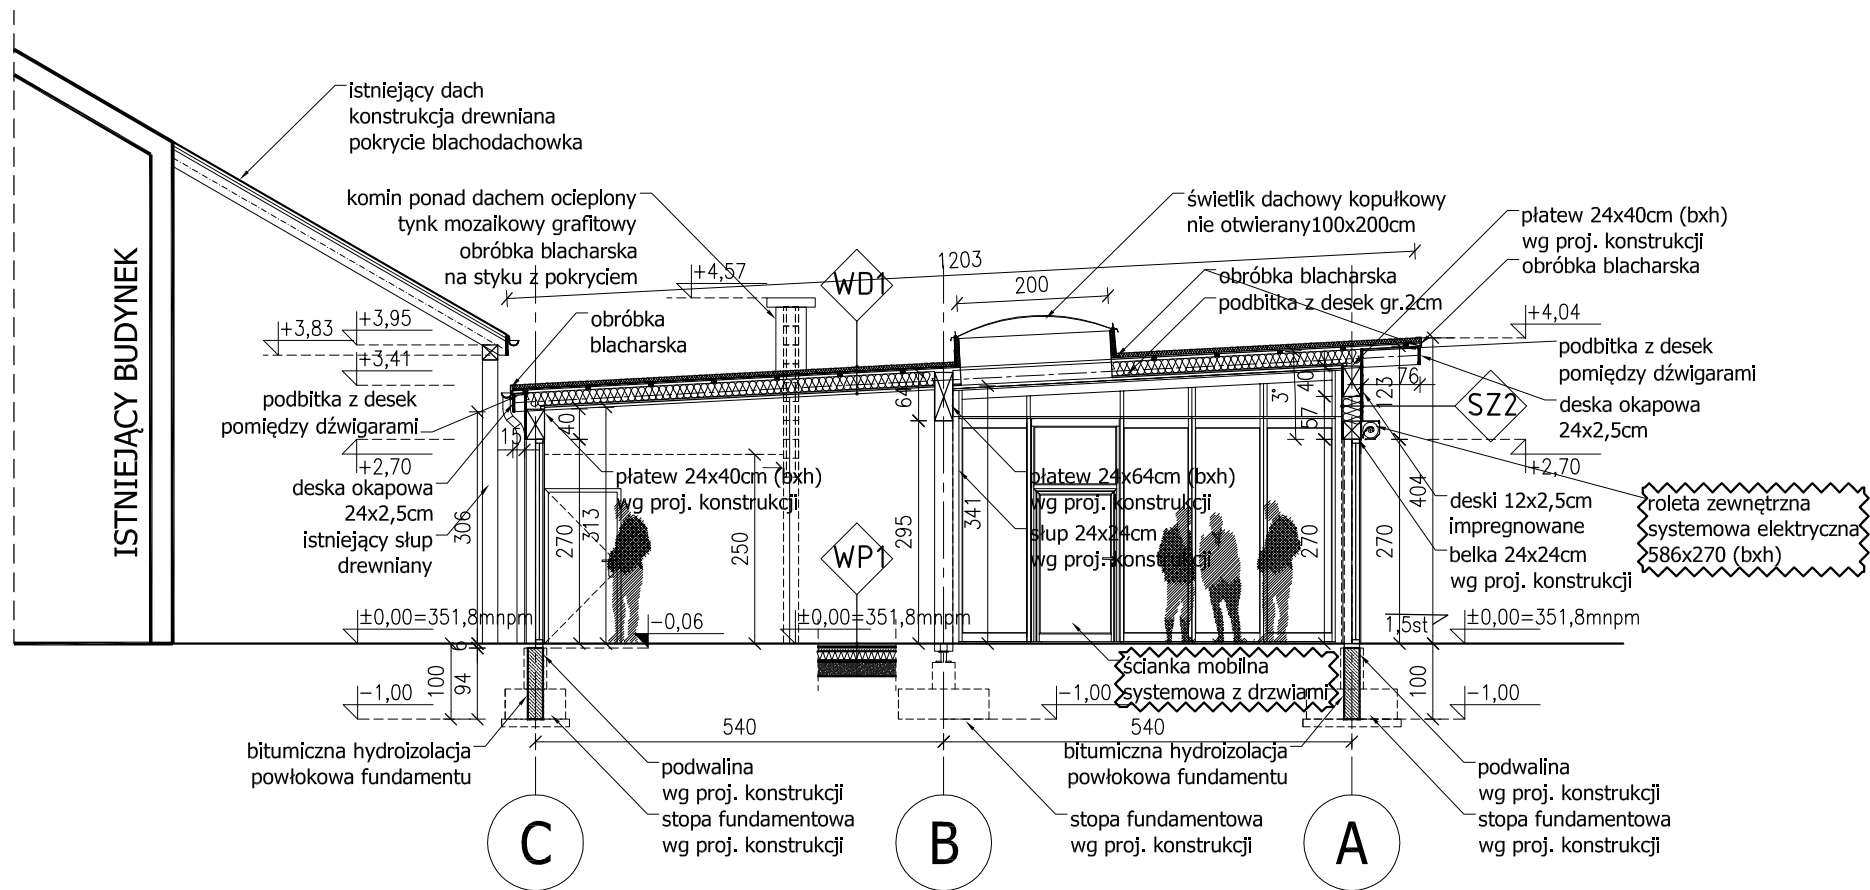 istniejący dach
konstrukcja drewniana
pokrycie blachodachowka
komin ponad dachem ocieplony
tynk mozaikowy grafitowy
obróbka blacharska
na styku z pokryciem
świetlik dachowy kopułkowy
nie otwierany100x200cm
płatew 24x40cm (bxh)
wg proj. konstrukcji
obróbka blacharska
ISTNIEJĄCY BUDYNEK
+4,57
WD1
1203
200
obróbka blacharska
podbitka z desek gr.2cm
+3,83
+3,95
+3,41
obróbka
blacharska
+4,04
podbitka z desek
pomiędzy dźwigarami
podbitka z desek
pomiędzy dźwigarami
15
40
64
3°
40
57
123
76
SZ2
deska okapowa
24x2,5cm
+2,70
+2,70
deska okapowa
24x2,5cm
istniejący słup
drewniany
306
270
313
płatew 24x40cm (bxh)
wg proj. konstrukcji
250
WP1
295
341
płatew 24x64cm (bxh)
wg proj. konstrukcji
słup 24x24cm
wg proj. konstrukcji
270
270
404
deski 12x2,5cm
impregnowane
belka 24x24cm
wg proj. konstrukcji
roleta zewnętrzna
systemowa elektryczna
586x270 (bxh)
±0,00=351,8mnpm
-0,06
±0,00=351,8mnpm
1,5st
±0,00=351,8mnpm
6
100
94
-1,00
-1,00
ścianka mobilna
systemowa z drzwiami
100
-1,00
540
540
bitumiczna hydroizolacja
powłokowa fundamentu
podwalina
wg proj. konstrukcji
stopa fundamentowa
wg proj. konstrukcji
bitumiczna hydroizolacja
powłokowa fundamentu
stopa fundamentowa
wg proj. konstrukcji
podwalina
wg proj. konstrukcji
stopa fundamentowa
wg proj. konstrukcji
C
B
A